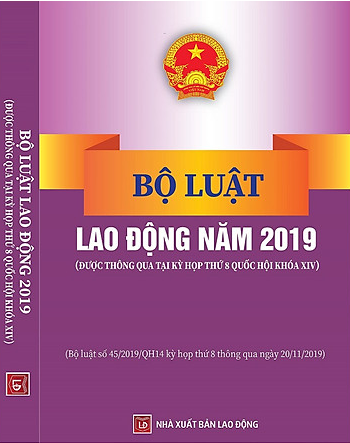 BỘ LUẬT LAO ĐỘNG 2019
(ĐƯỢC THÔNG QUA TẠI KỲ HỌP THỨ 8 QUỐC HỘI KHÓA XIV)
BỘ LUẬT
LAO ĐỘNG NĂM 2019
(ĐƯỢC THÔNG QUA TẠI KỲ HỌP THỨ 8 QUỐC HỘI KHÓA XIV)
(Bộ luật số 45/2019/QH14 kỳ họp thứ 8 thông qua ngày 20/11/2019)
NHÀ XUẤT BẢN LAO ĐỘNG